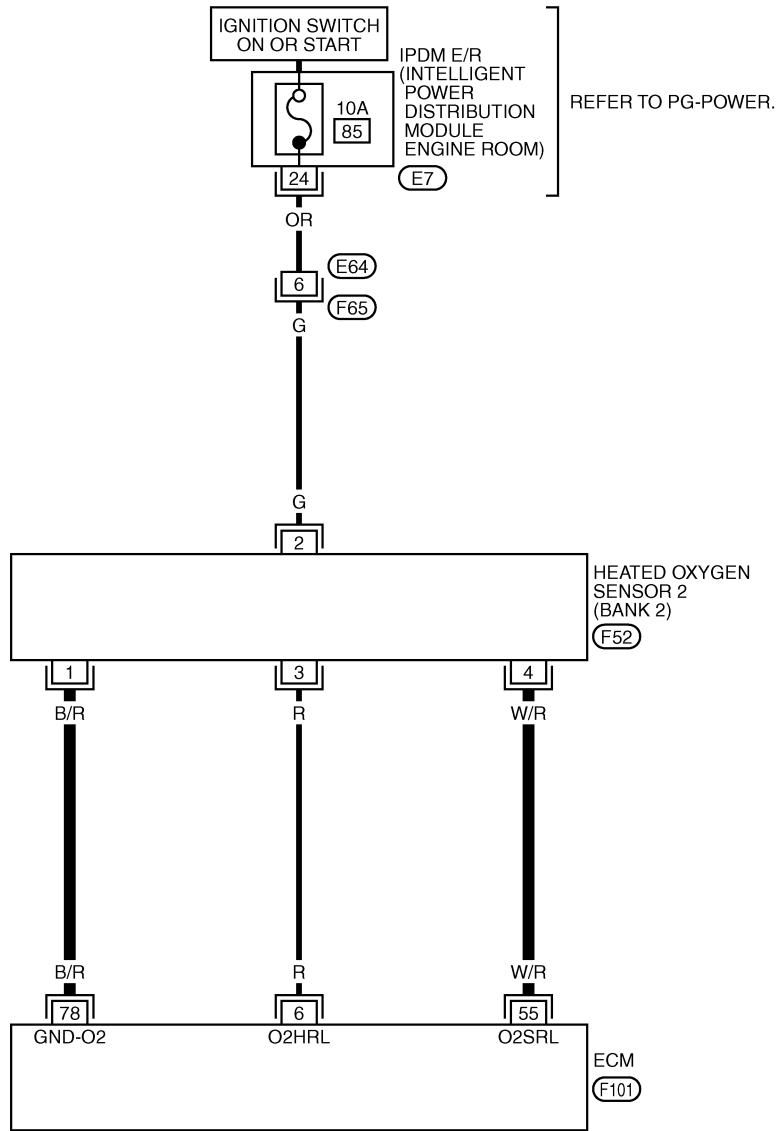 IGNITION SWITCH
ON OR START
IPDM E/R
(INTELLIGENT
POWER
DISTRIBUTION
MODULE
ENGINE ROOM)
REFER TO PG-POWER.
10A
85
24
E7
OR
E64
6
F65
G
G
2
HEATED OXYGEN
SENSOR 2
(BANK 2)
F52
1
3
4
B/R
R
W/R
B/R
R
W/R
78
6
55
GND-O2
O2HRL
O2SRL
ECM
F101